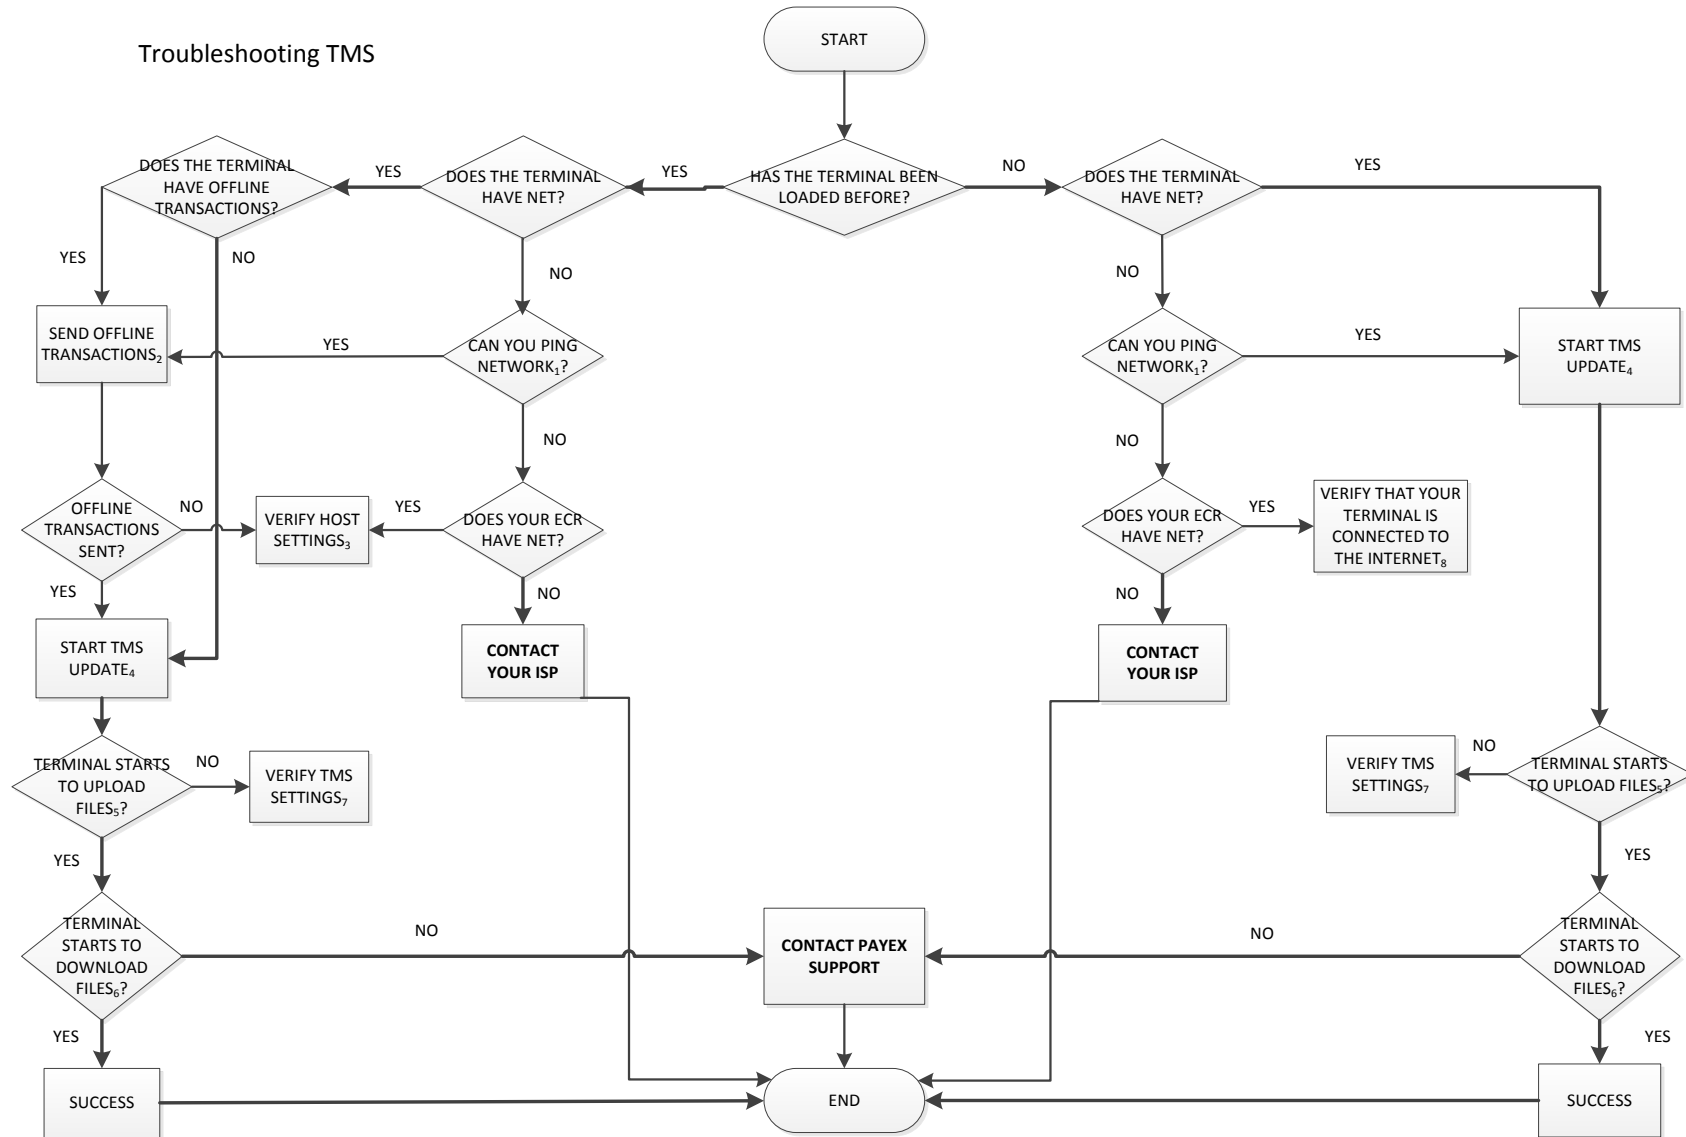 Troubleshooting TMS
START
DOES THE TERMINAL
HAVE OFFLINE
TRANSACTIONS?
YES
DOES THE TERMINAL
HAVE NET?
YES
HAS THE TERMINAL BEEN
LOADED BEFORE?
NO
DOES THE TERMINAL
HAVE NET?
YES
YES
NO
NO
NO
SEND OFFLINE
TRANSACTIONS₂
YES
CAN YOU PING
NETWORK₁?
CAN YOU PING
NETWORK₁?
YES
START TMS
UPDATE₄
NO
NO
OFFLINE
TRANSACTIONS
SENT?
NO
VERIFY HOST
SETTINGS₃
YES
DOES YOUR ECR
HAVE NET?
DOES YOUR ECR
HAVE NET?
YES
VERIFY THAT YOUR
TERMINAL IS
CONNECTED TO
THE INTERNET₈
YES
NO
NO
START TMS
UPDATE₄
CONTACT
YOUR ISP
CONTACT
YOUR ISP
TERMINAL STARTS
TO UPLOAD
FILES₅?
NO
VERIFY TMS
SETTINGS₇
VERIFY TMS
SETTINGS₇
NO
TERMINAL STARTS
TO UPLOAD FILES₅?
YES
YES
TERMINAL
STARTS TO
DOWNLOAD
FILES₆?
NO
CONTACT PAYEX
SUPPORT
NO
TERMINAL
STARTS TO
DOWNLOAD
FILES₆?
YES
YES
SUCCESS
END
SUCCESS